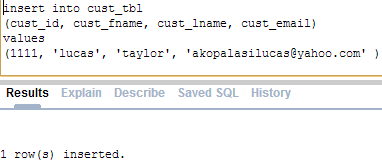 insert into cust_tbl
(cust_id, cust_fname, cust_lname, cust_email)
values
(1111, 'lucas', 'taylor', 'akopalasilucas@yahoo.com' )
Results Explain Describe Saved SQL History
1 row(s) inserted.